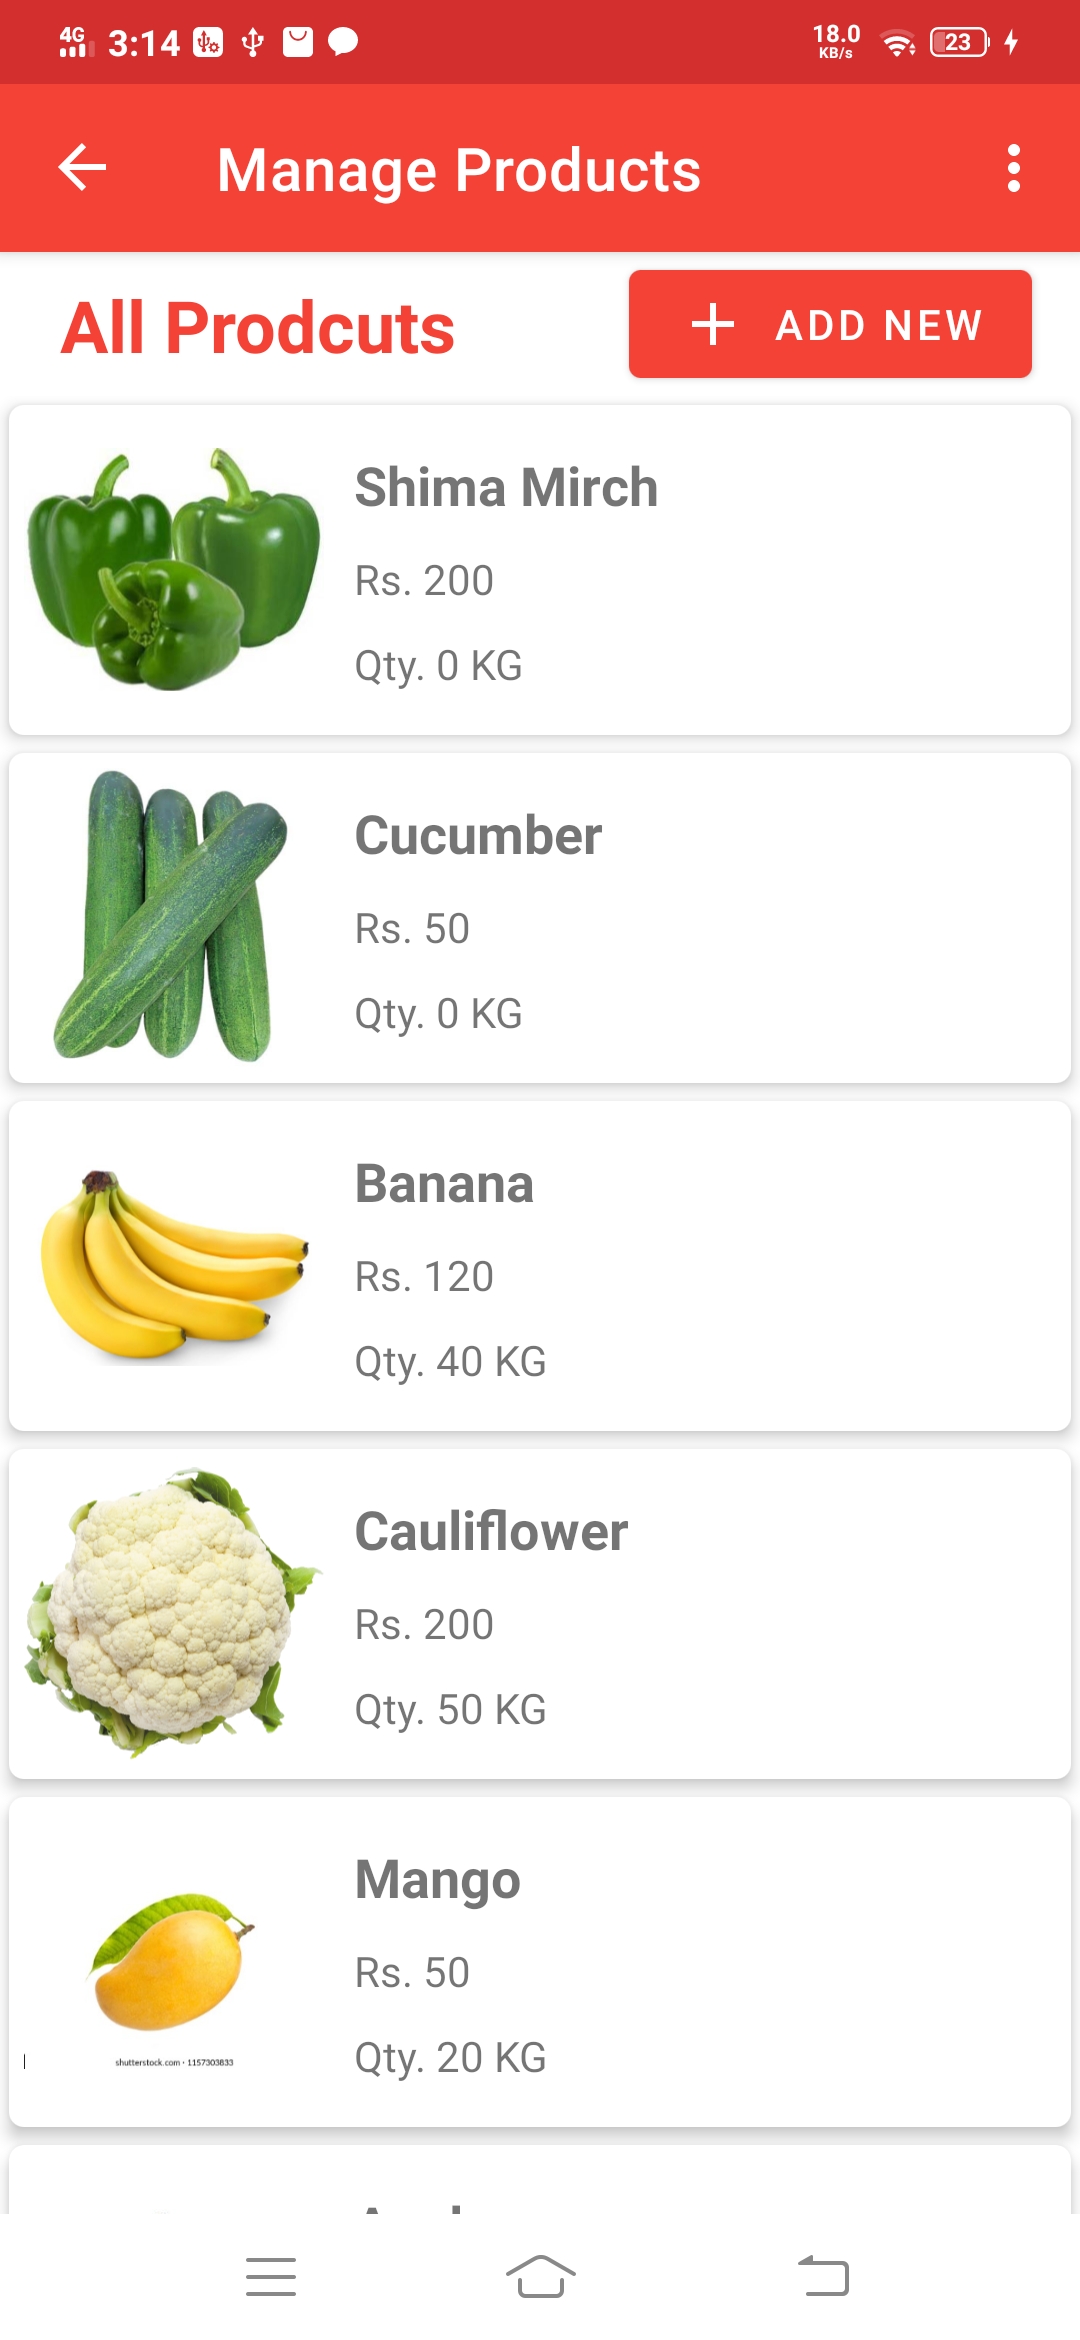 4G 3:14 18.0 KB/s 23
Manage Products
All Prodcuts
ADD NEW
Shima Mirch
Rs. 200
Qty. 0 KG
Cucumber
Rs. 50
Qty. 0 KG
Banana
Rs. 120
Qty. 40 KG
Cauliflower
Rs. 200
Qty. 50 KG
Mango
Rs. 50
Qty. 20 KG
shutterstock.com · 1157303833